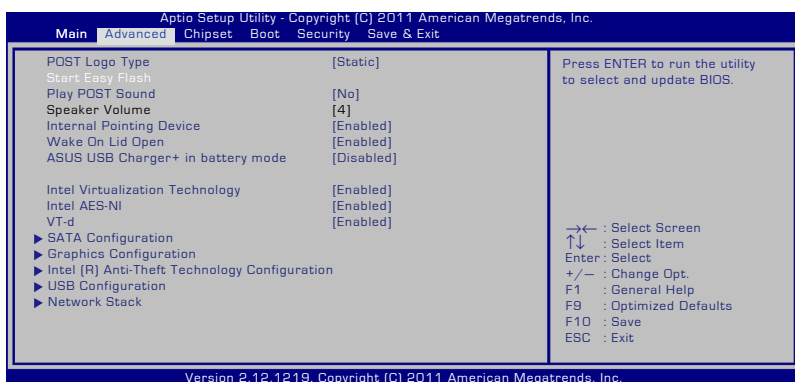 Aptio Setup Utility - Copyright (C) 2011 American Megatrends, Inc.
Main Advanced Chipset Boot Security Save & Exit
POST Logo Type [Static]
Start Easy Flash
Play POST Sound [No]
Speaker Volume [4]
Internal Pointing Device [Enabled]
Wake On Lid Open [Enabled]
ASUS USB Charger+ in battery mode [Disabled]
Intel Virtualization Technology [Enabled]
Intel AES-NI [Enabled]
VT-d [Enabled]
SATA Configuration
Graphics Configuration
Intel (R) Anti-Theft Technology Configuration
USB Configuration
Network Stack
Press ENTER to run the utility
to select and update BIOS.
→← : Select Screen
↑↓ : Select Item
Enter : Select
+/— : Change Opt.
F1 : General Help
F9 : Optimized Defaults
F10 : Save
ESC : Exit
Version 2.12.1219. Copyright (C) 2011 American Megatrends, Inc.